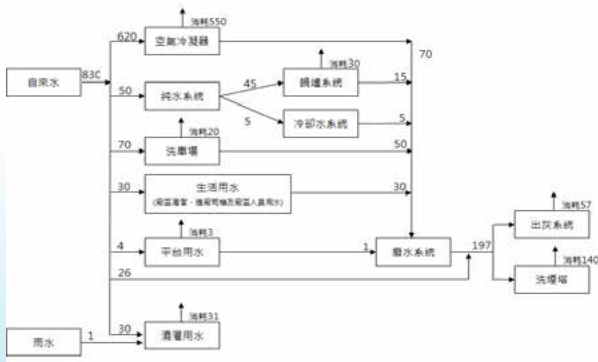 消耗550
620
空氣冷凝器
70
自來水
830
消耗30
50
純水系統
45
鍋爐系統
15
5
冷卻水系統
5
消耗20
70
洗車場
50
30
生活用水
30
消耗57
出灰系統
消耗3
4
平台用水
1
廢水系統
197
消耗140
26
洗煙塔
消耗31
雨水
1
30
澆灌用水